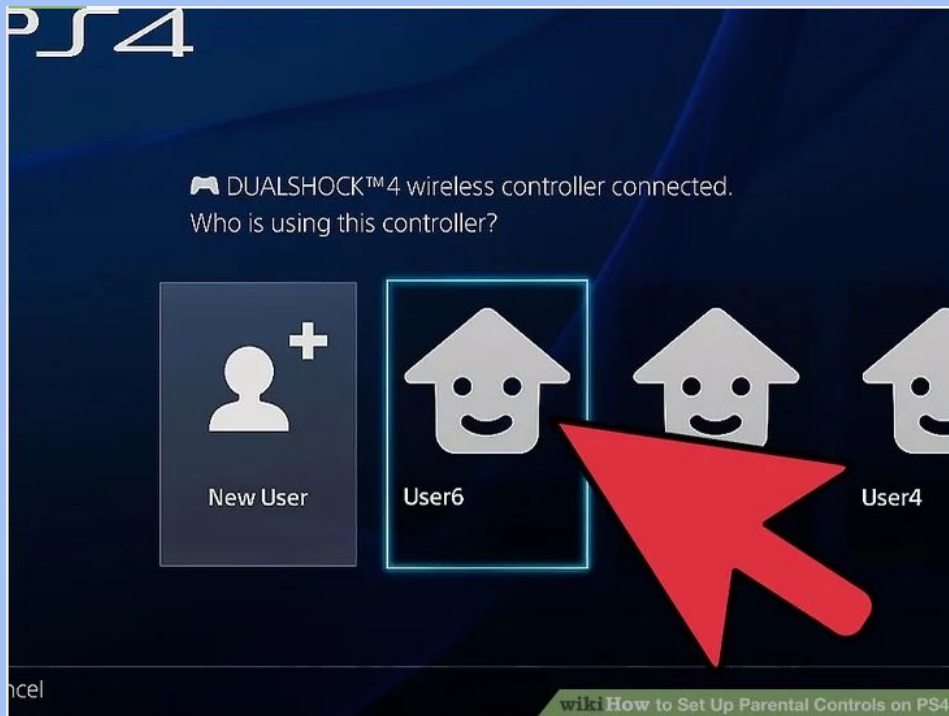 PS4
DUALSHOCK™4 wireless controller connected.
Who is using this controller?
New User
User6
User4
ncel
wikiHow to Set Up Parental Controls on PS4